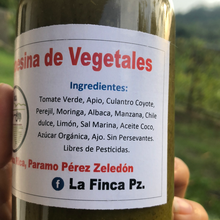 esina de Vegetales
Ingredientes:
Tomate Verde, Apio, Culantro Coyote,
Perejil, Moringa, Albaca, Manzana, Chile
dulce, Limón, Sal Marina, Aceite Coco,
Azúcar Orgánica, Ajo. Sin Persevantes.
Libres de Pesticidas.
Rica, Paramo Pérez Zeledón
La Finca Pz.